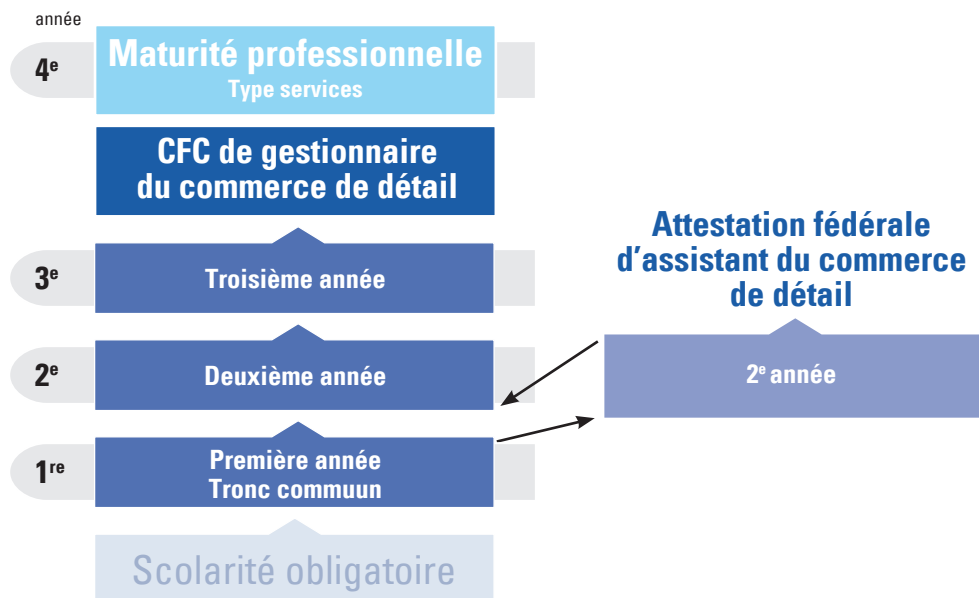 année
4e
Maturité professionnelle
Type services
CFC de gestionnaire
du commerce de détail
Attestation fédérale
d'assistant du commerce
de détail
3e
Troisième année
2e
Deuxième année
2e année
1re
Première année
Tronc commuun
Scolarité obligatoire